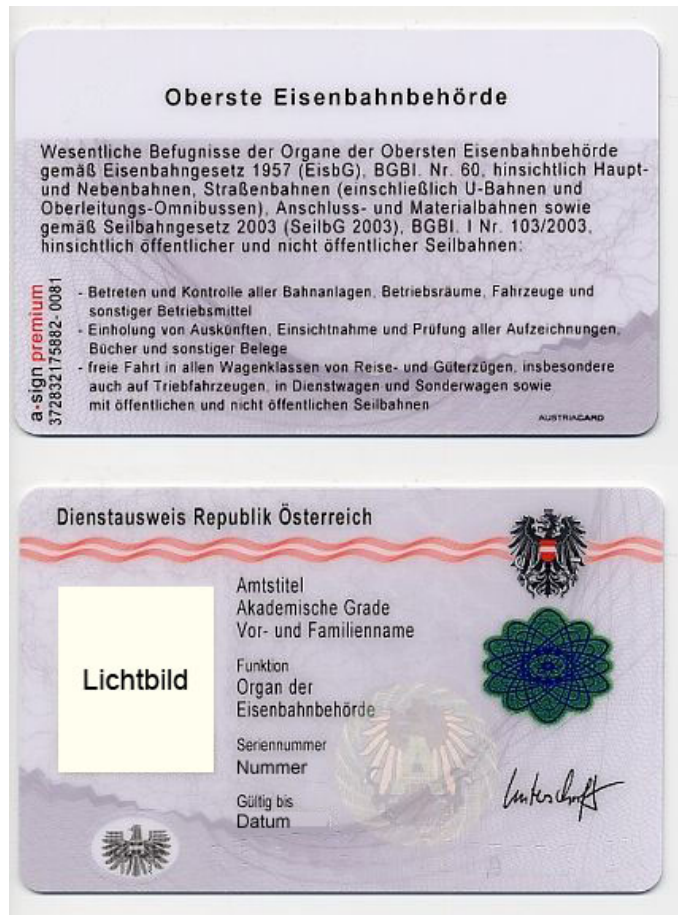 Oberste Eisenbahnbehörde
Wesentliche Befugnisse der Organe der Obersten Eisenbahnbehörde
gemäß Eisenbahngesetz 1957 (EisbG), BGBl. Nr. 60, hinsichtlich Haupt-
und Nebenbahnen, Straßenbahnen (einschließlich U-Bahnen und
Oberleitungs-Omnibussen), Anschluss- und Materialbahnen sowie
gemäß Seilbahngesetz 2003 (SeilbG 2003), BGBl. I Nr. 103/2003,
hinsichtlich öffentlicher und nicht öffentlicher Seilbahnen:
- Betreten und Kontrolle aller Bahnanlagen, Betriebsräume, Fahrzeuge und
sonstiger Betriebsmittel
- Einholung von Auskünften, Einsichtnahme und Prüfung aller Aufzeichnungen,
Bücher und sonstiger Belege
- freie Fahrt in allen Wagenklassen von Reise- und Güterzügen, insbesondere
auch auf Triebfahrzeugen, in Dienstwagen und Sonderwagen sowie
mit öffentlichen und nicht öffentlichen Seilbahnen
a-sign premium
372832175882-0081
AUSTRIACARD
Dienstausweis Republik Österreich
Lichtbild
Amtstitel
Akademische Grade
Vor- und Familienname
Funktion
Organ der
Eisenbahnbehörde
Seriennummer
Nummer
Gültig bis
Datum
Unterschrift